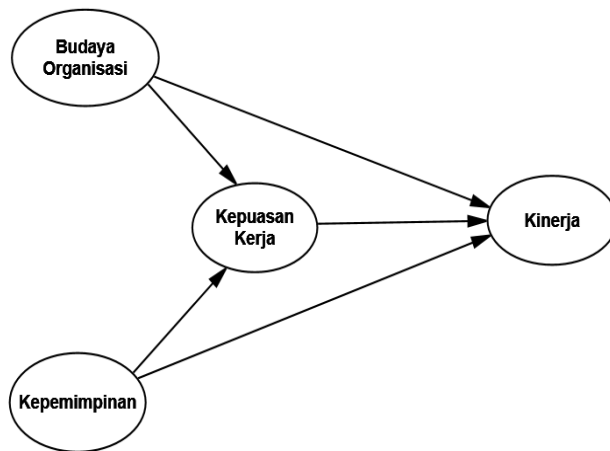 Budaya
Organisasi
Kepuasan
Kerja
Kinerja
Kepemimpinan